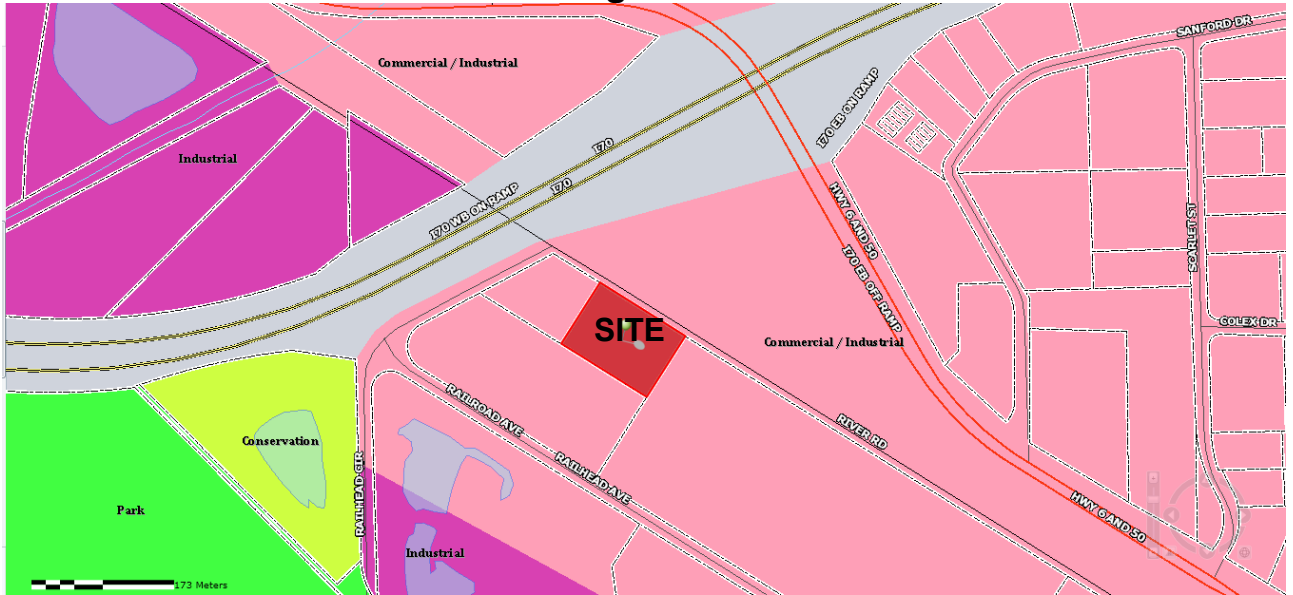 SANFORD DR
Commercial / Industrial
I70 EB ON RAMP
I70
Industrial
I70
I70 WB ON RAMP
HWY 6 AND 50
SCARLET ST
I70 EB OFF RAMP
COLEX DR
SITE
Commercial / Industrial
RAILROAD AVE
RIVER RD
Conservation
RAILHEAD AVE
RAILHEAD CIR
Park
HWY 6 AND 50
Industrial
173 Meters